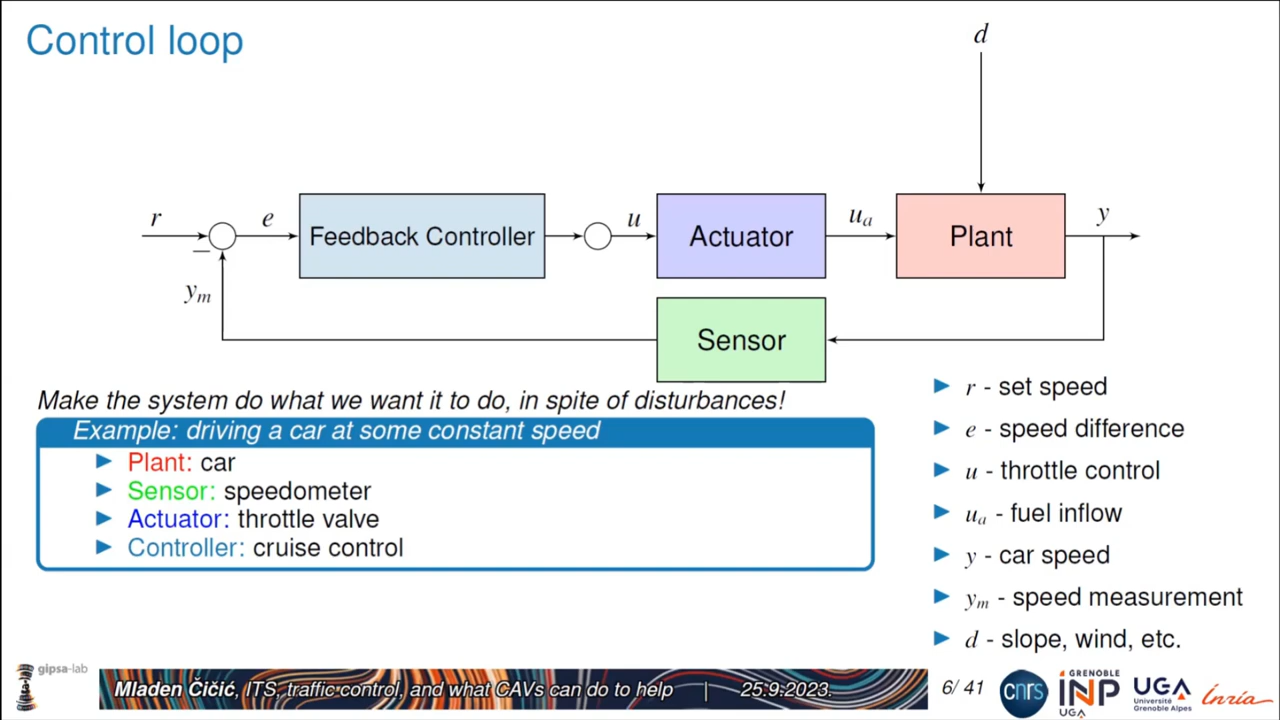 Control loop
d
r
e
Feedback Controller
u
Actuator
uₐ
Plant
y
−
yₘ
Sensor
Make the system do what we want it to do, in spite of disturbances!
Example: driving a car at some constant speed
Plant: car
Sensor: speedometer
Actuator: throttle valve
Controller: cruise control
r - set speed
e - speed difference
u - throttle control
uₐ - fuel inflow
y - car speed
yₘ - speed measurement
d - slope, wind, etc.
gipsa-lab
Mladen Čičić, ITS, traffic control, and what CAVs can do to help | 25.9.2023.
6/ 41
cnrs
GRENOBLE
INP
UGA
UGA
Université
Grenoble Alpes
Inria